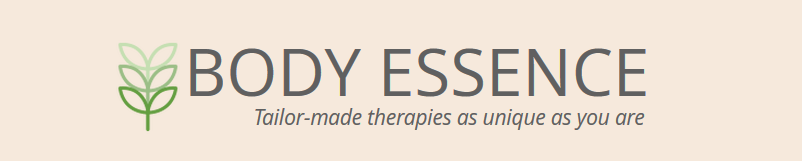 BODY ESSENCE
Tailor-made therapies as unique as you are